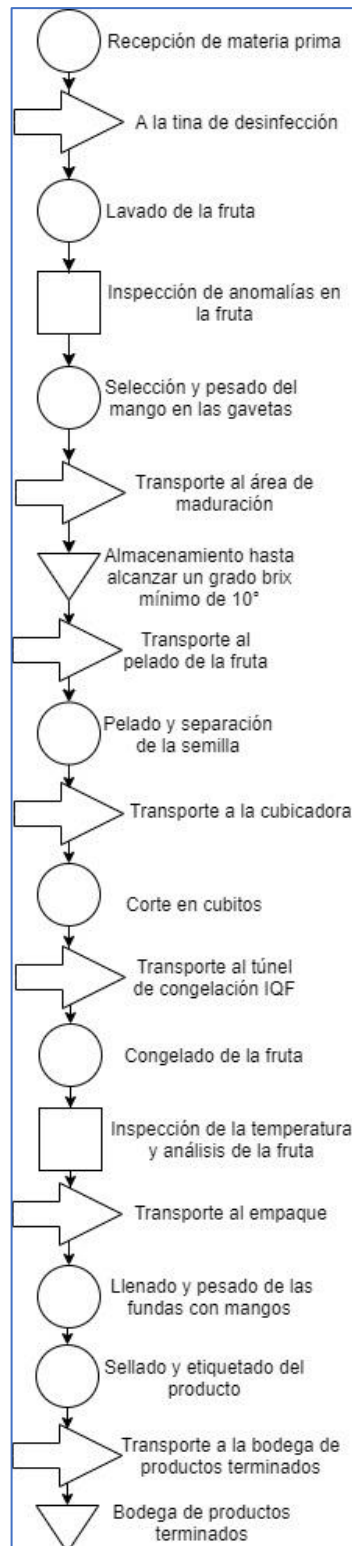 Recepción de materia prima
A la tina de desinfección
Lavado de la fruta
Inspección de anomalías en
la fruta
Selección y pesado del
mango en las gavetas
Transporte al área de
maduración
Almacenamiento hasta
alcanzar un grado brix
mínimo de 10°
Transporte al
pelado de la fruta
Pelado y separación
de la semilla
Transporte a la cubicadora
Corte en cubitos
Transporte al túnel
de congelación IQF
Congelado de la fruta
Inspección de la temperatura
y análisis de la fruta
Transporte al empaque
Llenado y pesado de las
fundas con mangos
Sellado y etiquetado del
producto
Transporte a la bodega de
productos terminados
Bodega de productos
terminados